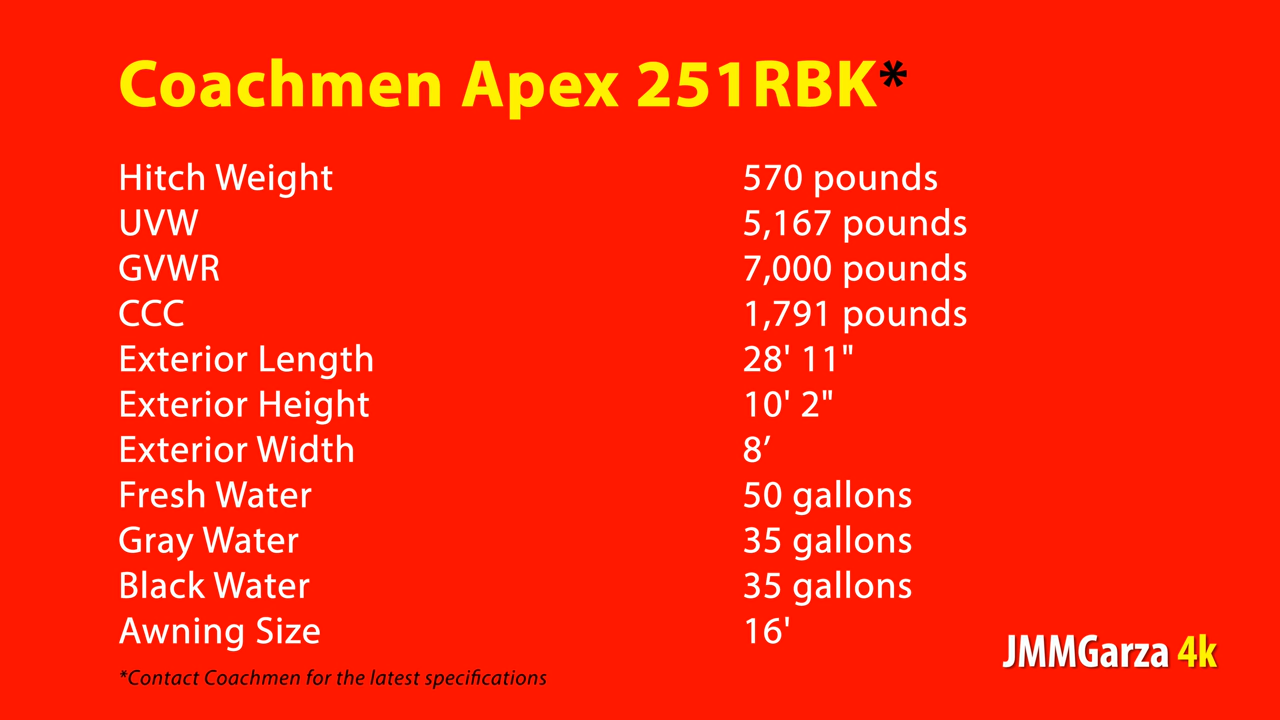 Coachmen Apex 251RBK*
Hitch Weight 570 pounds
UVW 5,167 pounds
GVWR 7,000 pounds
CCC 1,791 pounds
Exterior Length 28' 11"
Exterior Height 10' 2"
Exterior Width 8’
Fresh Water 50 gallons
Gray Water 35 gallons
Black Water 35 gallons
Awning Size 16'
JMMGarza 4k
*Contact Coachmen for the latest specifications